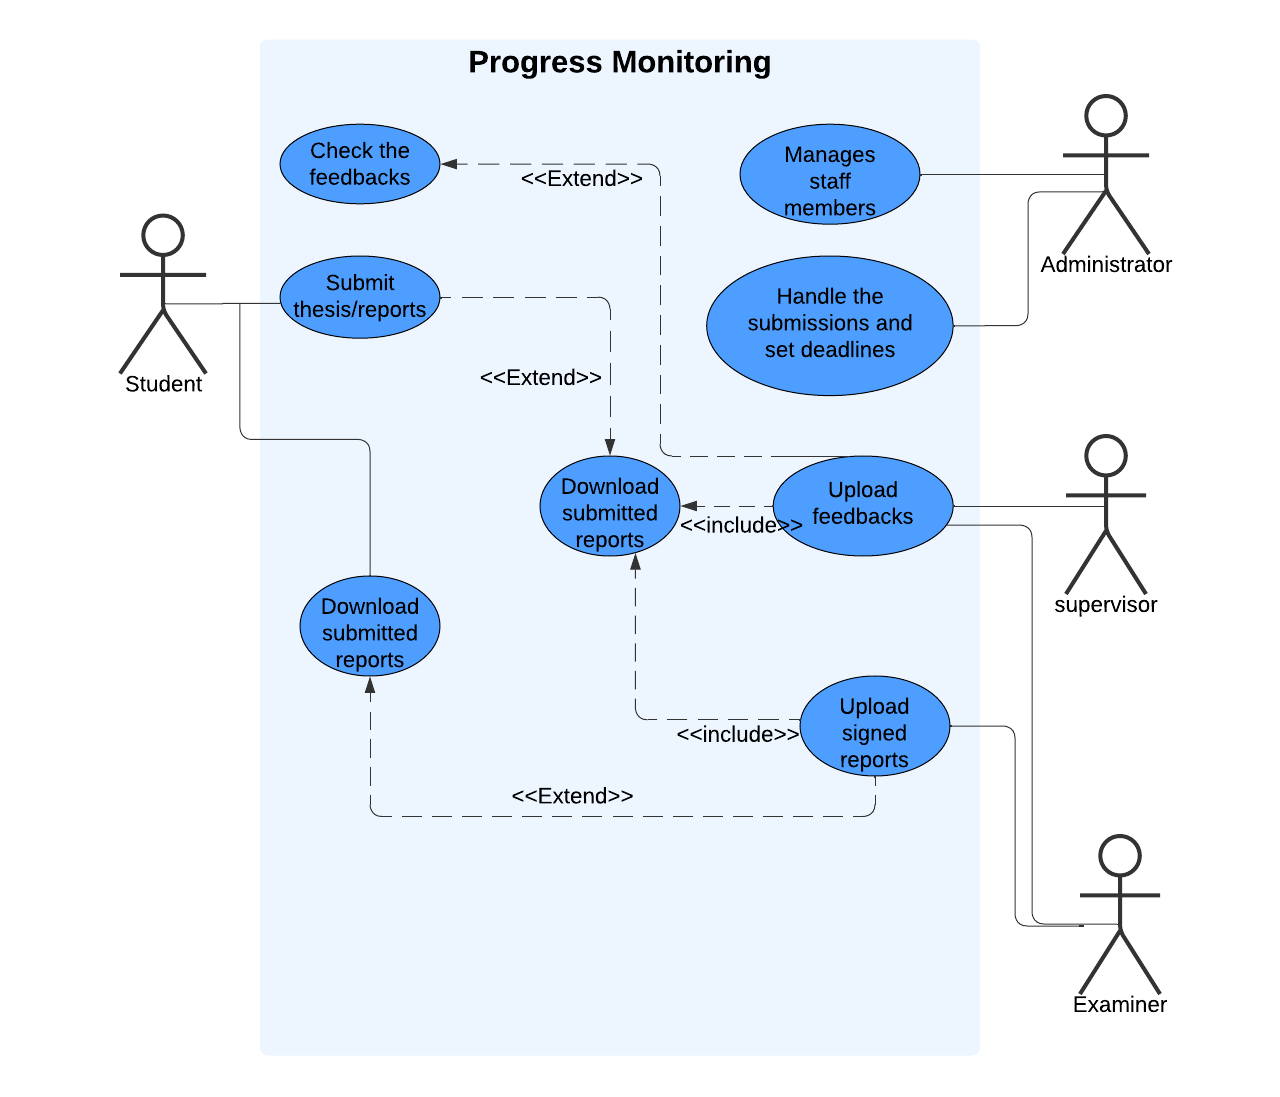 Progress Monitoring
Check the
feedbacks
<<Extend>>
Manages
staff
members
Administrator
Submit
thesis/reports
Student
Handle the
submissions and
set deadlines
<<Extend>>
Download
submitted
reports
<<include>>
Upload
feedbacks
supervisor
Download
submitted
reports
Upload
signed
reports
<<include>>
<<Extend>>
Examiner